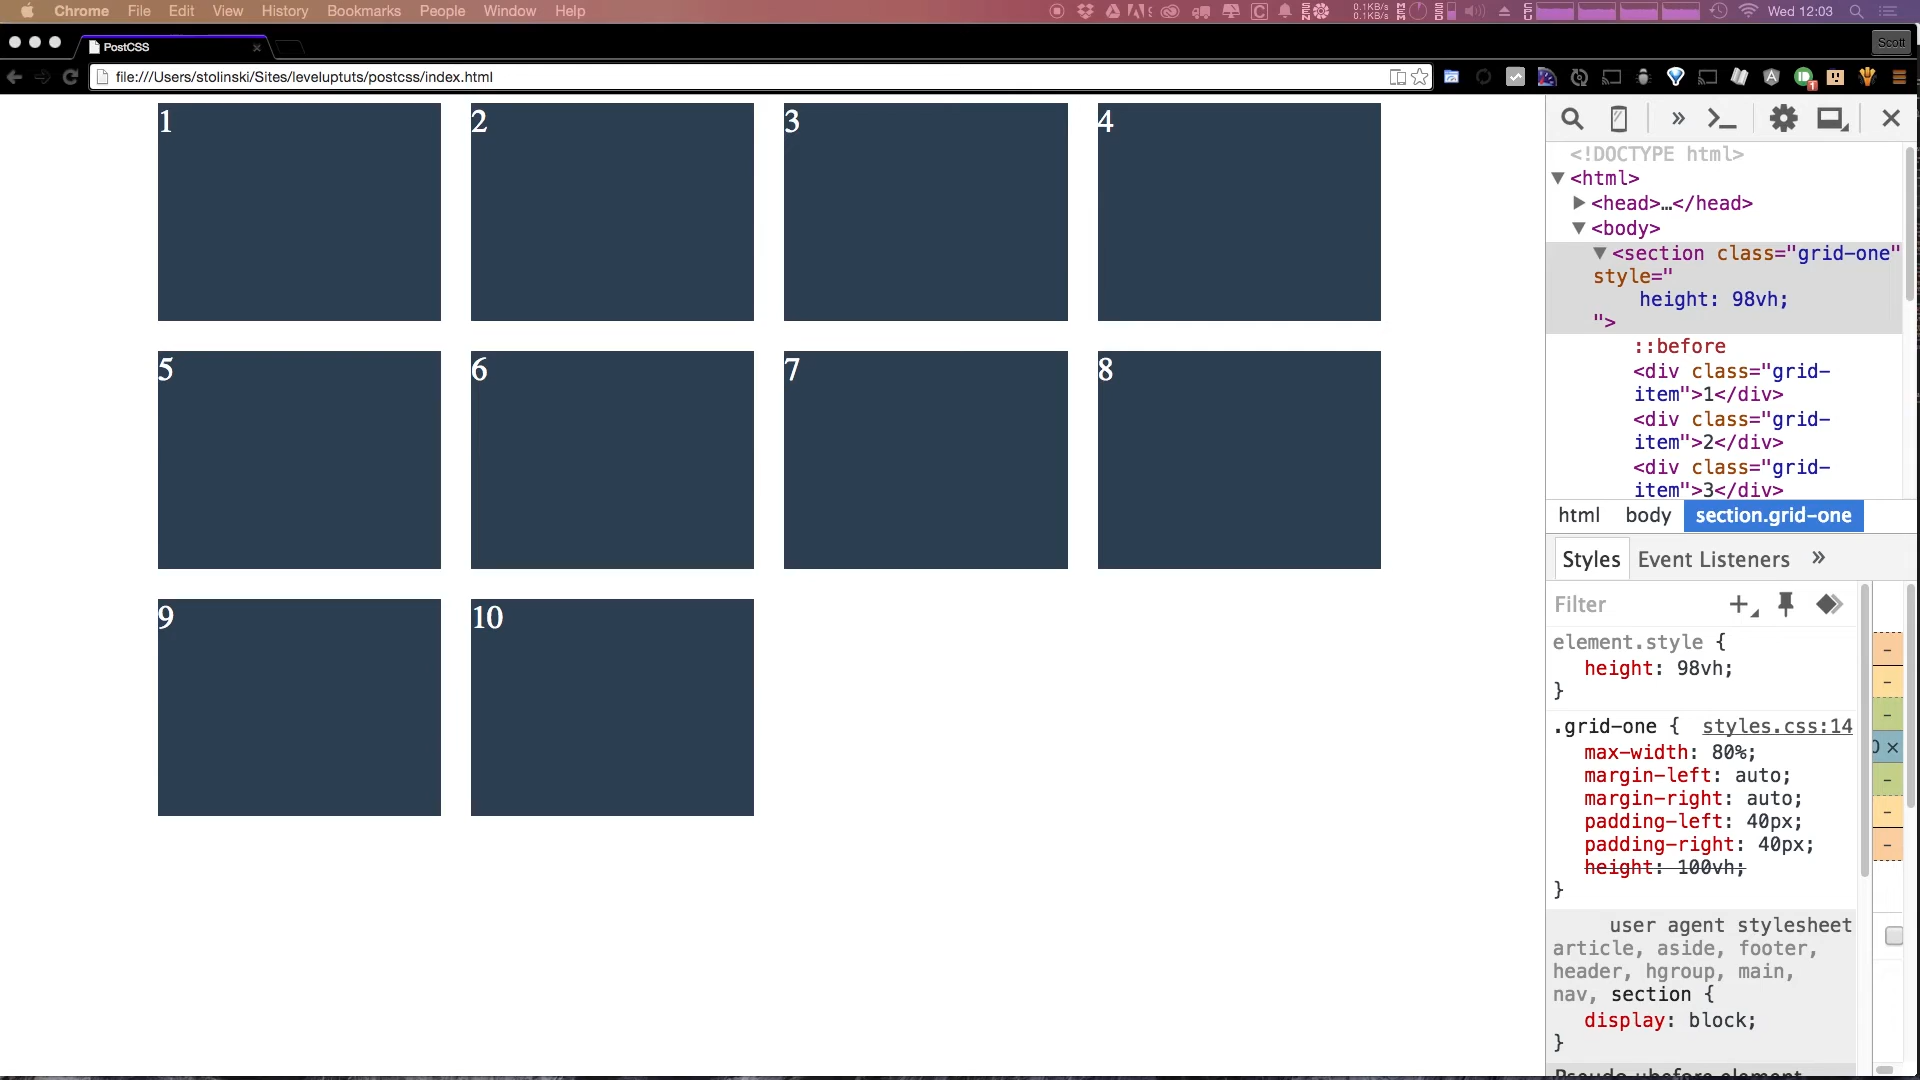 Chrome File Edit View History Bookmarks People Window Help
0.1KB/s
0.1KB/s
Wed 12:03
PostCSS
Scott
file:///Users/stolinski/Sites/leveluptuts/postcss/index.html
1 2 3 4
5 6 7 8
9 10
<!DOCTYPE html>
<html>
<head>…</head>
<body>
<section class="grid-one"
style="
height: 98vh;
">
::before
<div class="grid-
item">1</div>
<div class="grid-
item">2</div>
<div class="grid-
item">3</div>
html body section.grid-one
Styles Event Listeners »
Filter
element.style {
height: 98vh;
}
.grid-one { styles.css:14
max-width: 80%;
margin-left: auto;
margin-right: auto;
padding-left: 40px;
padding-right: 40px;
height: 100vh;
}
user agent stylesheet
article, aside, footer,
header, hgroup, main,
nav, section {
display: block;
}